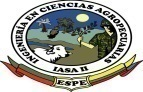 INGENIERÍA EN CIENCIAS AGROPECUARIAS
IASA II
ESPE